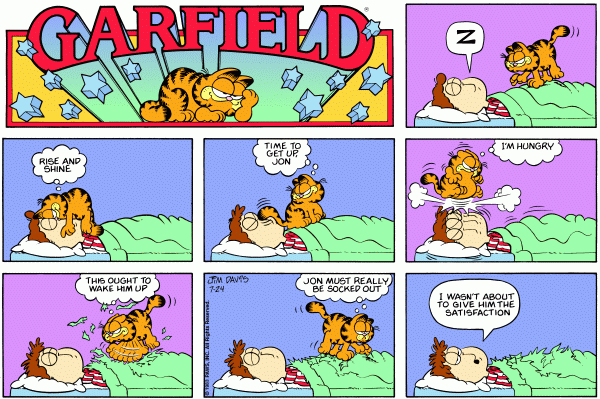 GARFIELD
®
Z
RISE AND
SHINE
TIME TO
GET UP,
JON
I'M HUNGRY
THIS OUGHT TO
WAKE HIM UP
JIM DAVIS
7-24
JON MUST REALLY
BE SOCKED OUT
I WASN'T ABOUT
TO GIVE HIM THE
SATISFACTION